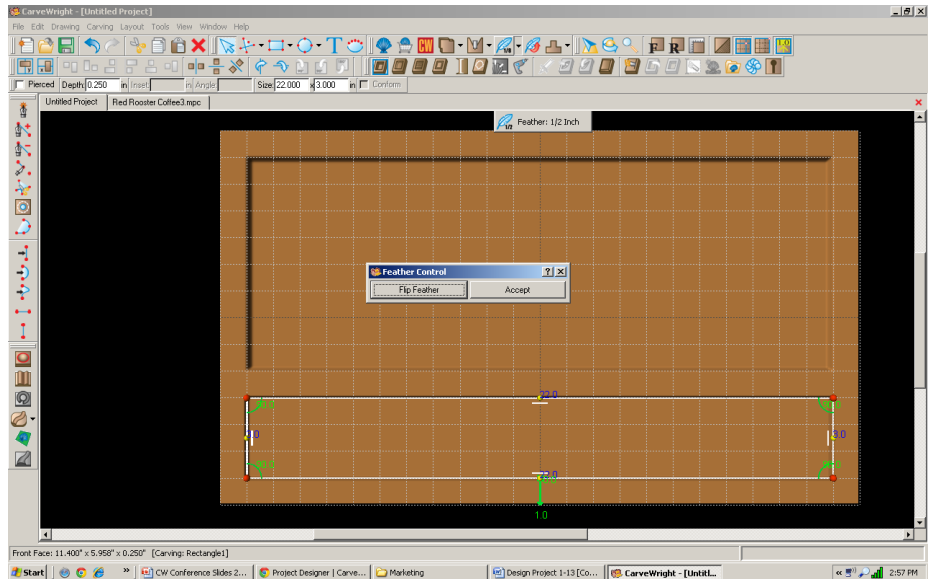 CarveWright - [Untitled Project]
File Edit Drawing Carving Layout Tools View Window Help
Pierced Depth: 0.250 in Inset: in Angle: Size: 22.000 x 3.000 in Conform
Untitled Project Red Rooster Coffee3.mpc
Feather: 1/2 Inch
Feather Control
Flip Feather Accept
22.0
90.0
3.0 3.0
90.0
22.0
1.0
Front Face: 11.400" x 5.958" x 0.250" [Carving: Rectangle1]
Start CW Conference Slides 2... Project Designer | Carve... Marketing Design Project 1-13 [Co... CarveWright - [Untitl... 2:57 PM